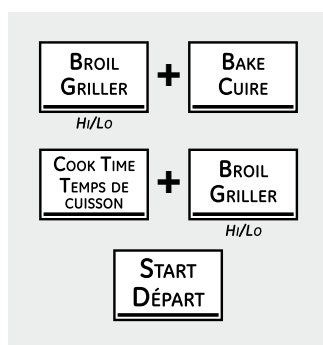 BROIL
GRILLER
+
BAKE
CUIRE
HI/LO
COOK TIME
TEMPS DE
CUISSON
+
BROIL
GRILLER
HI/LO
START
DÉPART